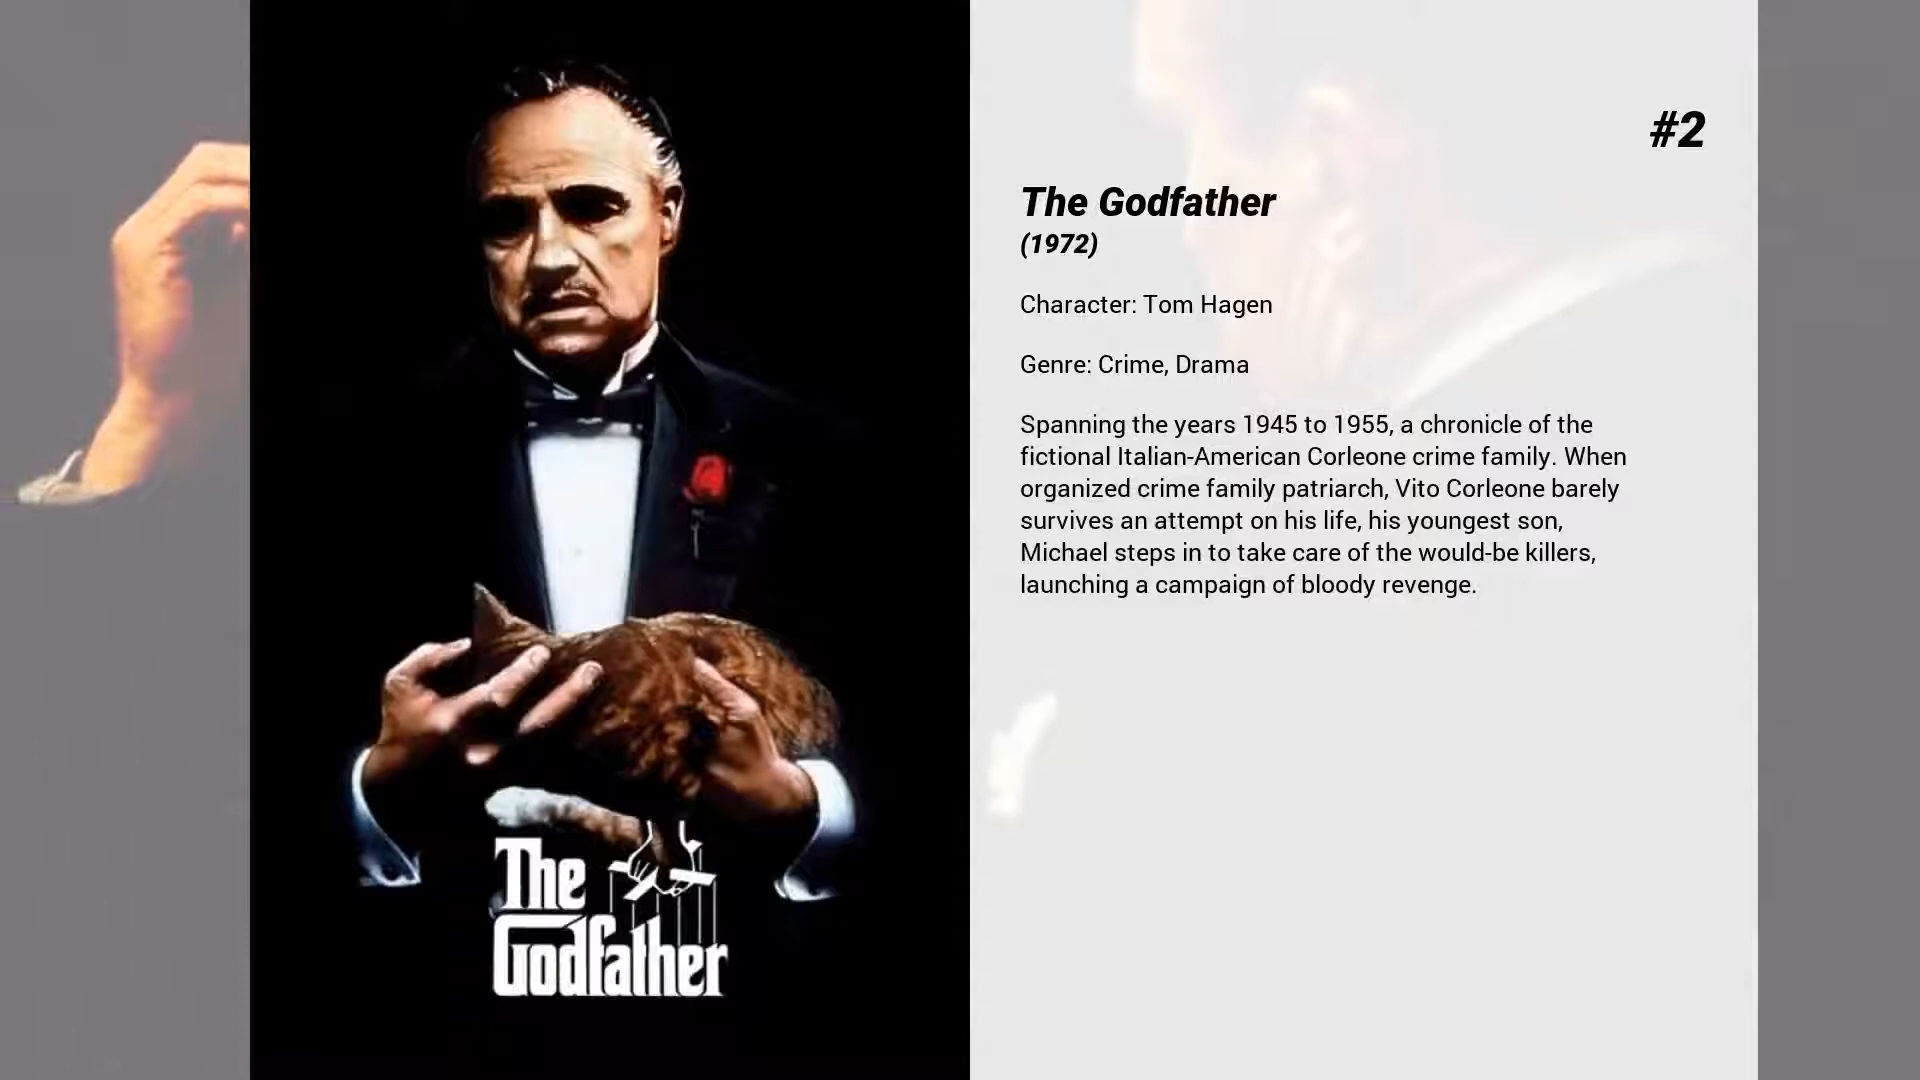 #2
The Godfather
(1972)
Character: Tom Hagen
Genre: Crime, Drama
Spanning the years 1945 to 1955, a chronicle of the
fictional Italian-American Corleone crime family. When
organized crime family patriarch, Vito Corleone barely
survives an attempt on his life, his youngest son,
Michael steps in to take care of the would-be killers,
launching a campaign of bloody revenge.
The
Godfather